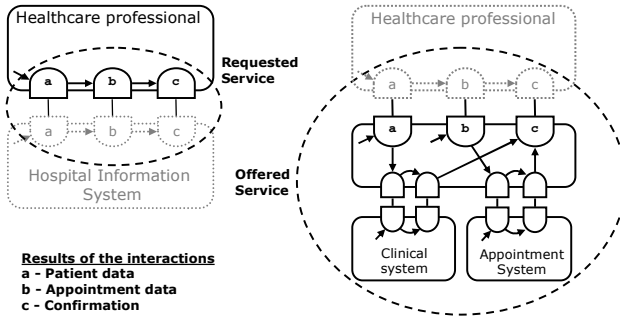 Healthcare professional
a
b
c
a
b
c
Hospital Information
System
Requested
Service
Offered
Service
Healthcare professional
a
b
c
a
b
c
Clinical
system
Appointment
System
Results of the interactions
a - Patient data
b - Appointment data
c - Confirmation